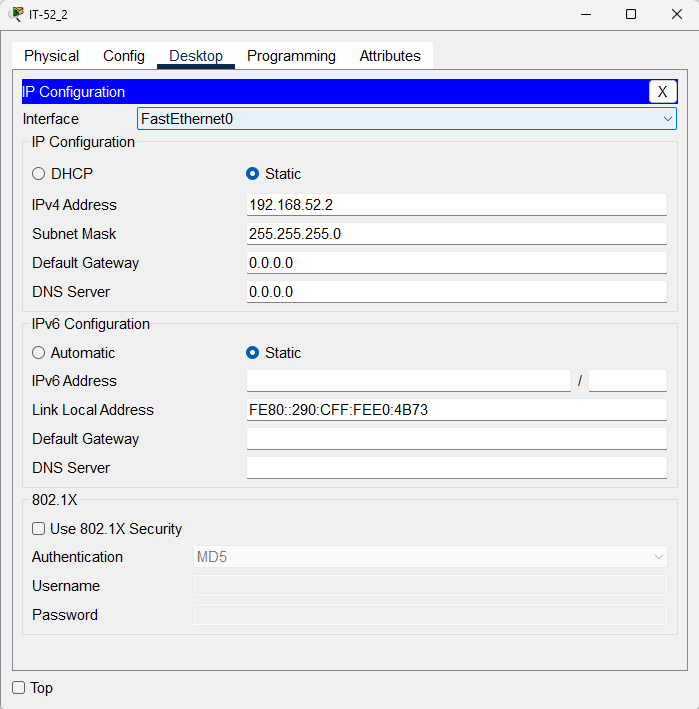 IT-52_2
Physical Config Desktop Programming Attributes
IP Configuration X
Interface FastEthernet0
IP Configuration
DHCP Static
IPv4 Address 192.168.52.2
Subnet Mask 255.255.255.0
Default Gateway 0.0.0.0
DNS Server 0.0.0.0
IPv6 Configuration
Automatic Static
IPv6 Address /
Link Local Address FE80::290:CFF:FEE0:4B73
Default Gateway
DNS Server
802.1X
Use 802.1X Security
Authentication MD5
Username
Password
Top